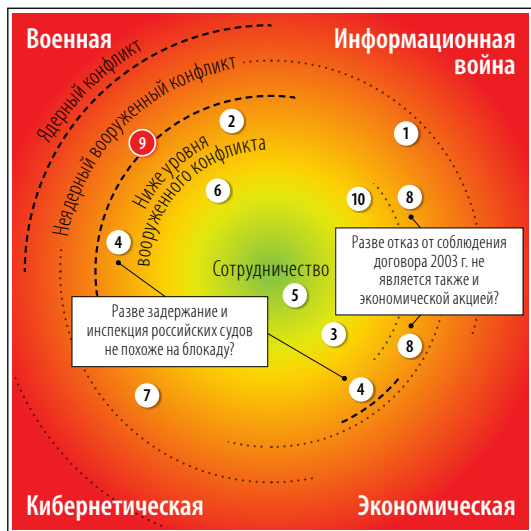 Военная
Информационная
война
Ядерный конфликт
Неядерный вооруженный конфликт
Ниже уровня
вооруженного конфликта
9
2
1
6
10
8
4
Разве отказ от соблюдения
договора 2003 г. не
является также и
экономической акцией?
Сотрудничество
5
Разве задержание и
инспекция российских судов
не похоже на блокаду?
3
8
4
7
Кибернетическая
Экономическая